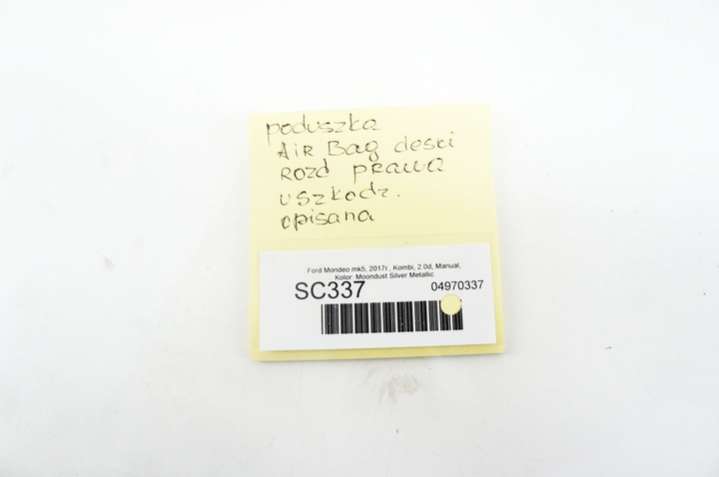 poduszka
AiR Bag deski
Rozd prawa
uszkodz.
opisana
Ford Mondeo mk5, 2017r., Kombi, 2.0d, Manual,
Kolor: Moondust Silver Metallic
SC337 04970337